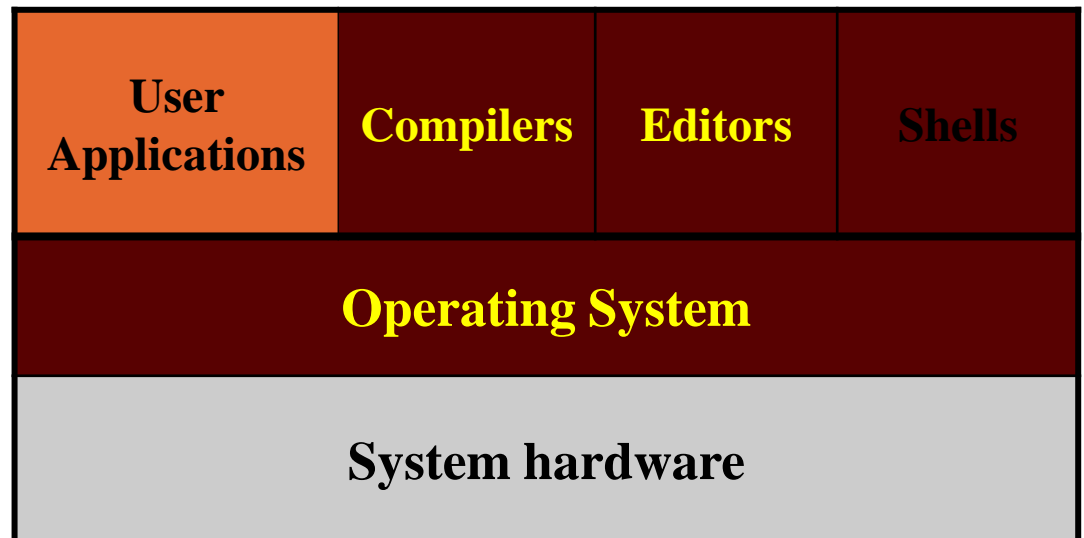 User
Applications
Compilers
Editors
Shells
Operating System
System hardware